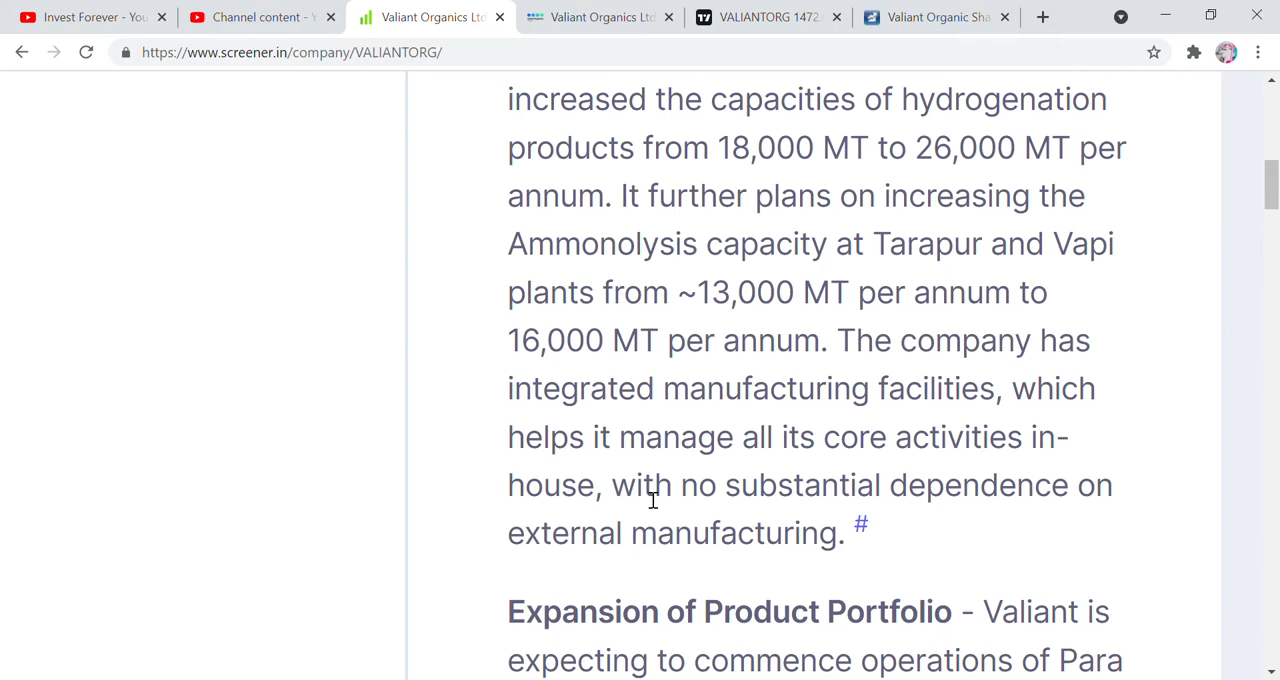 Invest Forever - You
Channel content - Y
Valiant Organics Ltd
Valiant Organics Ltd
VALIANTORG 1472.
Valiant Organic Sha
https://www.screener.in/company/VALIANTORG/
increased the capacities of hydrogenation
products from 18,000 MT to 26,000 MT per
annum. It further plans on increasing the
Ammonolysis capacity at Tarapur and Vapi
plants from ~13,000 MT per annum to
16,000 MT per annum. The company has
integrated manufacturing facilities, which
helps it manage all its core activities in-
house, with no substantial dependence on
external manufacturing. #
Expansion of Product Portfolio - Valiant is
expecting to commence operations of Para